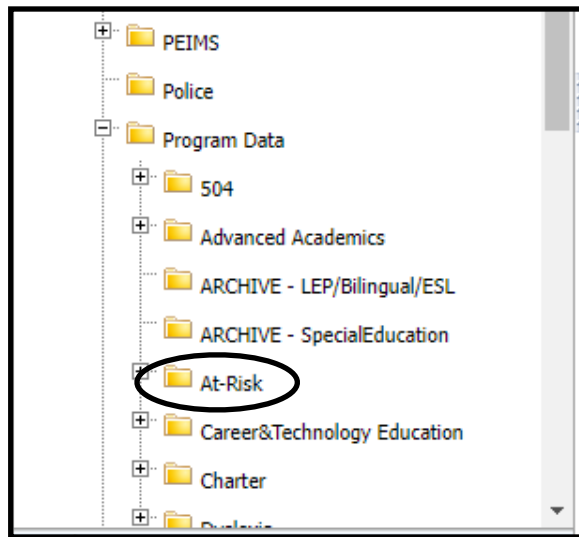 PEIMS
Police
Program Data
504
Advanced Academics
ARCHIVE - LEP/Bilingual/ESL
ARCHIVE - SpecialEducation
At-Risk
Career&Technology Education
Charter